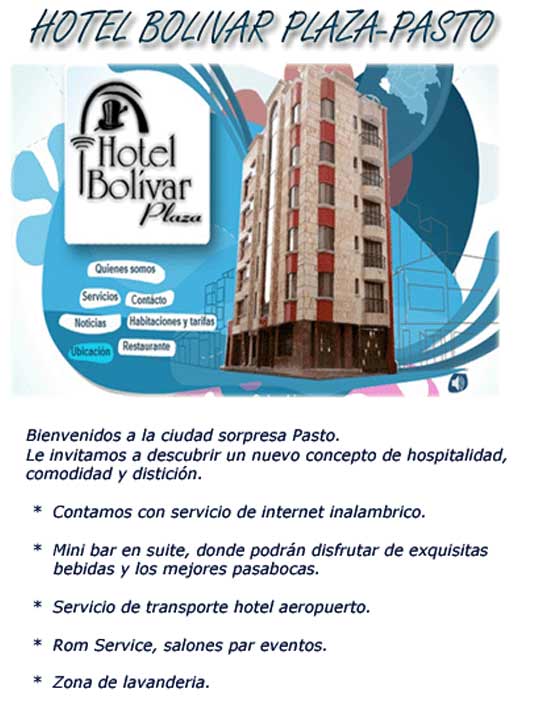 HOTEL BOLIVAR PLAZA-PASTO
Hotel
Bolívar
Plaza
Quienes somos
Servicios
Contácto
Noticias
Habitaciones y tarifas
Ubicación
Restaurante
Bienvenidos a la ciudad sorpresa Pasto.
Le invitamos a descubrir un nuevo concepto de hospitalidad,
comodidad y distición.
* Contamos con servicio de internet inalambrico.
* Mini bar en suite, donde podrán disfrutar de exquisitas
bebidas y los mejores pasabocas.
* Servicio de transporte hotel aeropuerto.
* Rom Service, salones par eventos.
* Zona de lavanderia.